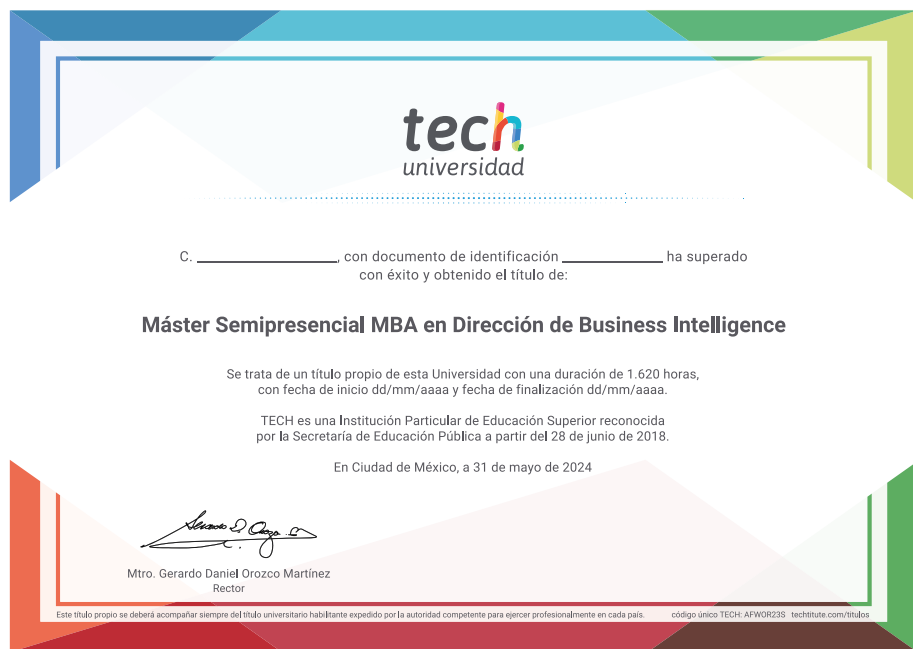 tech
universidad
C. ____________________, con documento de identificación ______________ ha superado
con éxito y obtenido el título de:
Máster Semipresencial MBA en Dirección de Business Intelligence
Se trata de un título propio de esta Universidad con una duración de 1.620 horas,
con fecha de inicio dd/mm/aaaa y fecha de finalización dd/mm/aaaa.
TECH es una Institución Particular de Educación Superior reconocida
por la Secretaría de Educación Pública a partir del 28 de junio de 2018.
En Ciudad de México, a 31 de mayo de 2024
Mtro. Gerardo Daniel Orozco Martínez
Rector
Este título propio se deberá acompañar siempre del título universitario habilitante expedido por la autoridad competente para ejercer profesionalmente en cada país. código único TECH: AFWOR23S techtitute.com/titulos